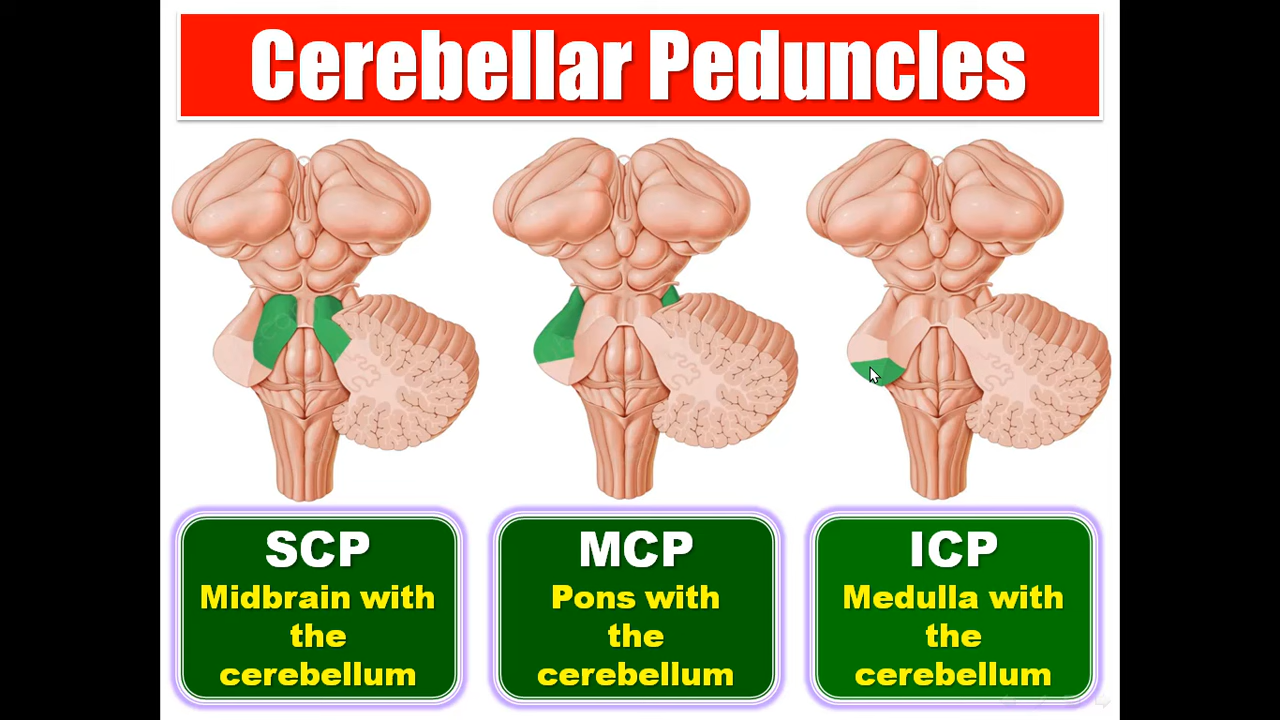 Cerebellar Peduncles
SCP
Midbrain with
the
cerebellum
MCP
Pons with
the
cerebellum
ICP
Medulla with
the
cerebellum